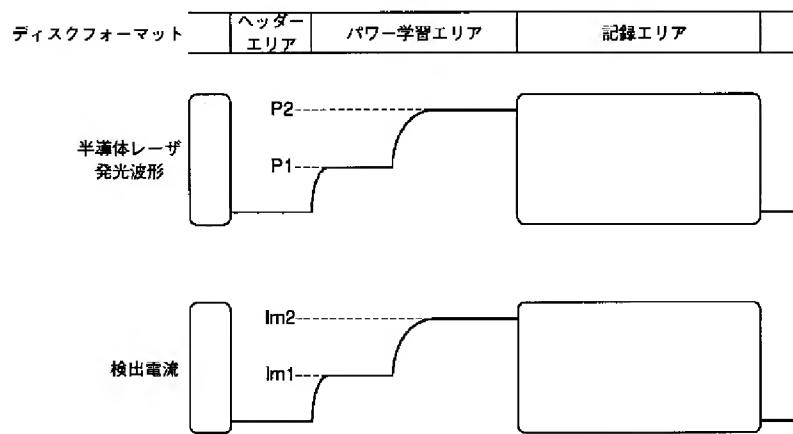 ディスクフォーマット
ヘッダー
エリア
パワー学習エリア
記録エリア
半導体レーザ
発光波形
P2
P1
検出電流
Im2
Im1